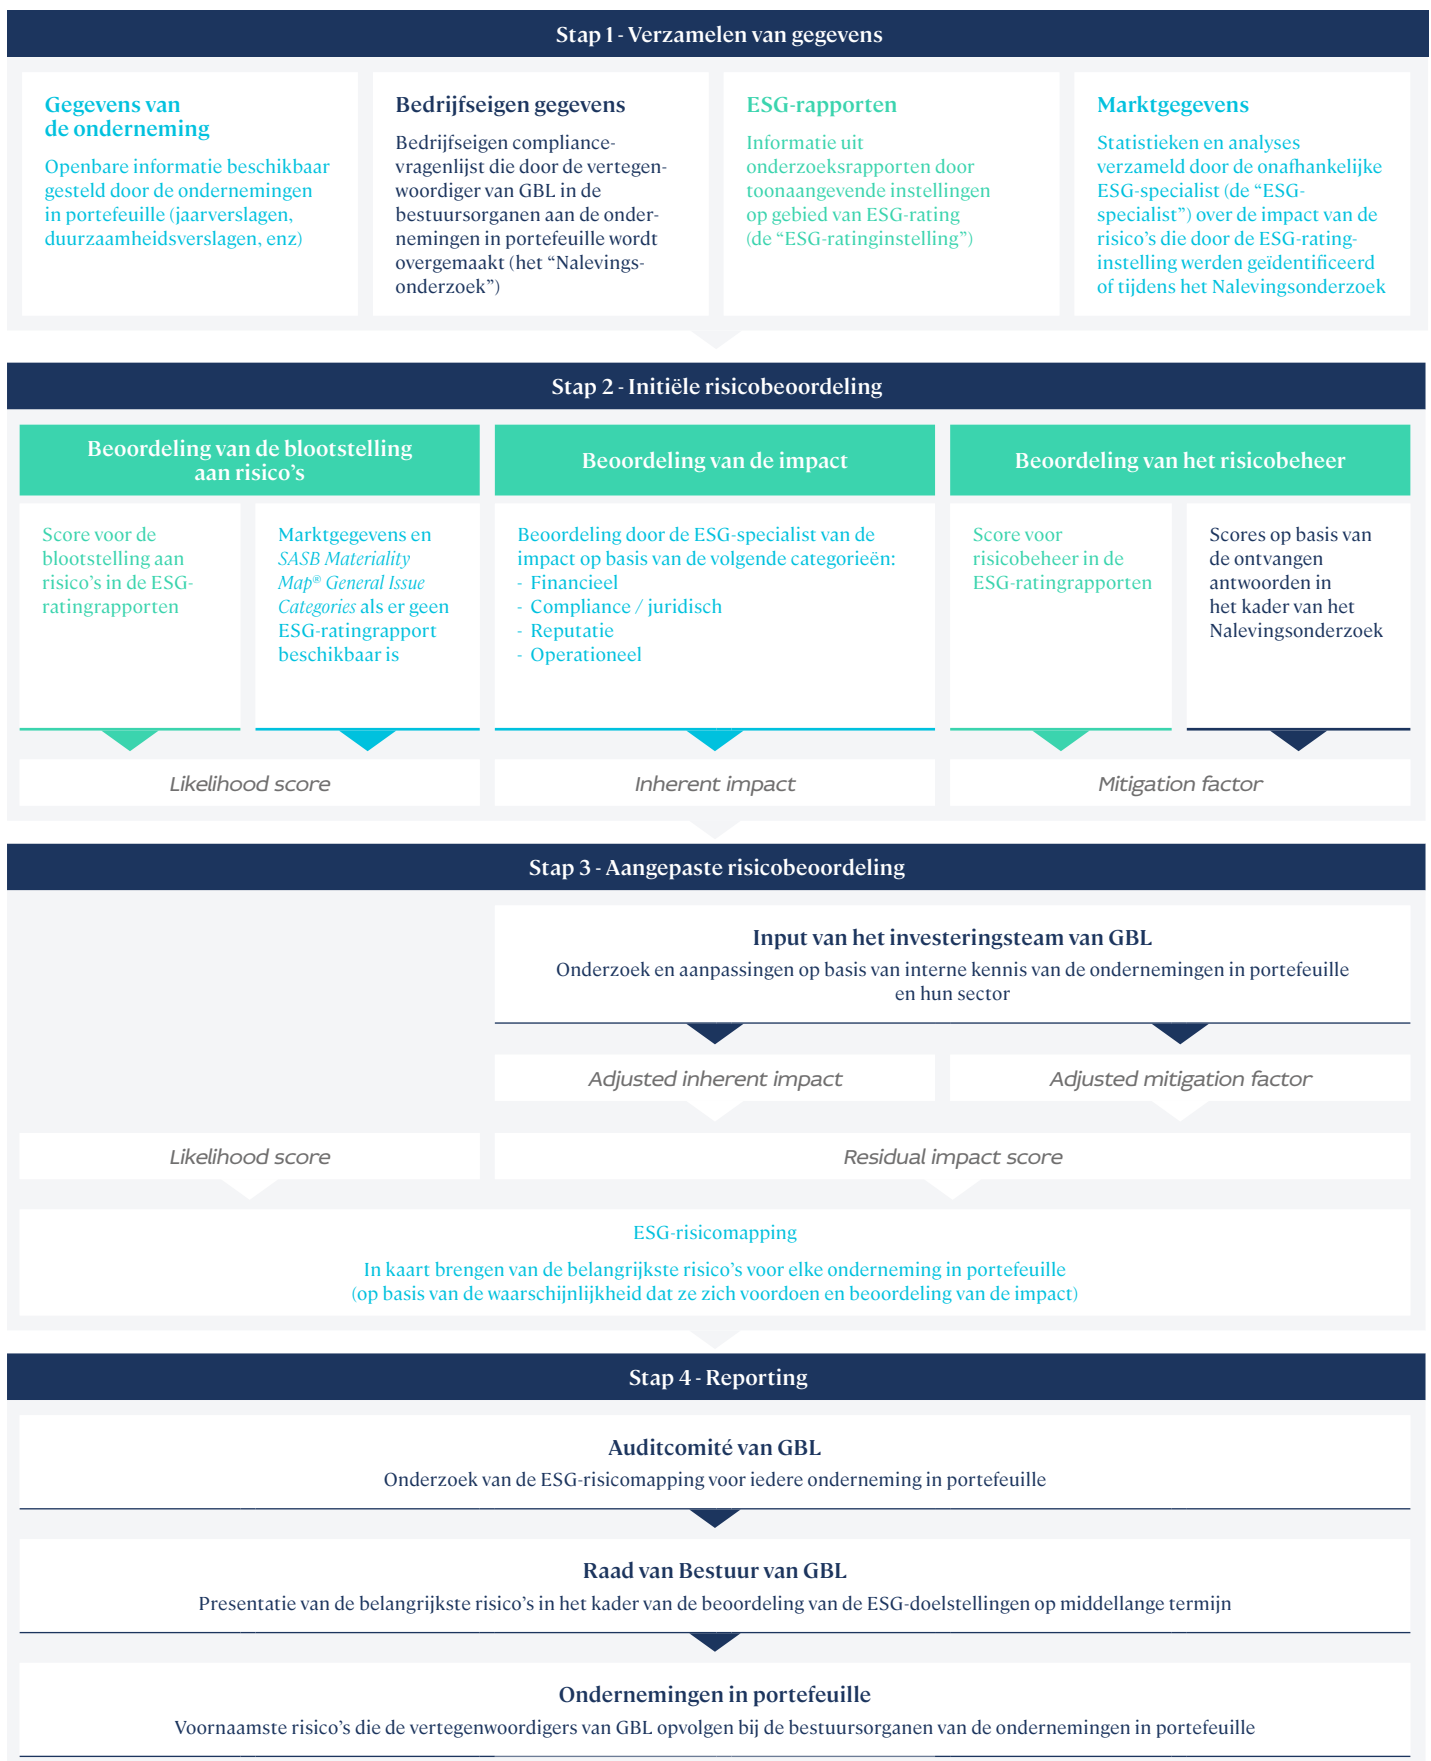 Stap 1 - Verzamelen van gegevens
Gegevens van
de onderneming
Openbare informatie beschikbaar
gesteld door de ondernemingen
in portefeuille (jaarverslagen,
duurzaamheidsverslagen, enz)
Bedrijfseigen gegevens
Bedrijfseigen compliance-
vragenlijst die door de vertegen-
woordiger van GBL in de
bestuursorganen aan de onder-
nemingen in portefeuille wordt
overgemaakt (het “Nalevings-
onderzoek”)
ESG-rapporten
Informatie uit
onderzoeksrapporten door
toonaangevende instellingen
op gebied van ESG-rating
(de “ESG-ratinginstelling”)
Marktgegevens
Statistieken en analyses
verzameld door de onafhankelijke
ESG-specialist (de “ESG-
specialist”) over de impact van de
risico’s die door de ESG-rating-
instelling werden geïdentificeerd
of tijdens het Nalevingsonderzoek
Stap 2 - Initiële risicobeoordeling
Beoordeling van de blootstelling
aan risico’s
Beoordeling van de impact
Beoordeling van het risicobeheer
Score voor de
blootstelling aan
risico’s in de ESG-
ratingrapporten
Marktgegevens en
SASB Materiality
Map® General Issue
Categories als er geen
ESG-ratingrapport
beschikbaar is
Beoordeling door de ESG-specialist van de
impact op basis van de volgende categorieën:
- Financieel
- Compliance / juridisch
- Reputatie
- Operationeel
Score voor
risicobeheer in de
ESG-ratingrapporten
Scores op basis van
de ontvangen
antwoorden in
het kader van het
Nalevingsonderzoek
Likelihood score
Inherent impact
Mitigation factor
Stap 3 - Aangepaste risicobeoordeling
Input van het investeringsteam van GBL
Onderzoek en aanpassingen op basis van interne kennis van de ondernemingen in portefeuille
en hun sector
Adjusted inherent impact
Adjusted mitigation factor
Likelihood score
Residual impact score
ESG-risicomapping
In kaart brengen van de belangrijkste risico’s voor elke onderneming in portefeuille
(op basis van de waarschijnlijkheid dat ze zich voordoen en beoordeling van de impact)
Stap 4 - Reporting
Auditcomité van GBL
Onderzoek van de ESG-risicomapping voor iedere onderneming in portefeuille
Raad van Bestuur van GBL
Presentatie van de belangrijkste risico’s in het kader van de beoordeling van de ESG-doelstellingen op middellange termijn
Ondernemingen in portefeuille
Voornaamste risico’s die de vertegenwoordigers van GBL opvolgen bij de bestuursorganen van de ondernemingen in portefeuille